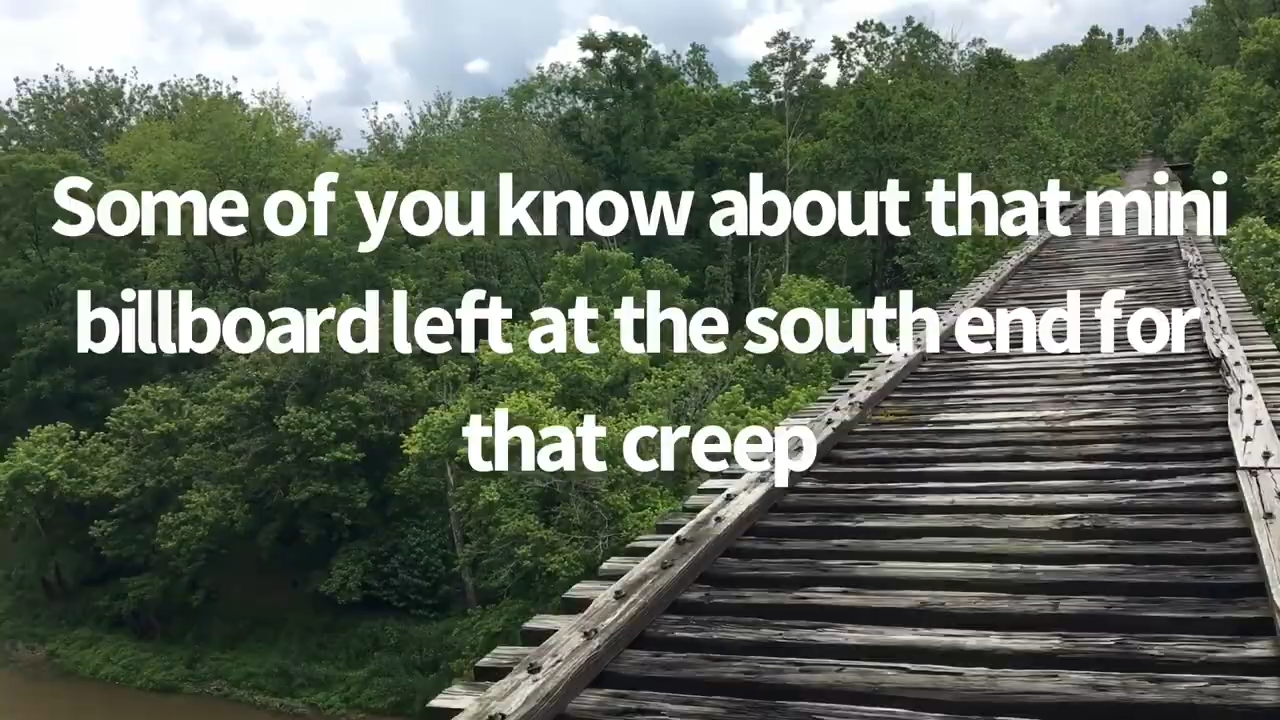 Some of you know about that mini
billboard left at the south end for
that creep